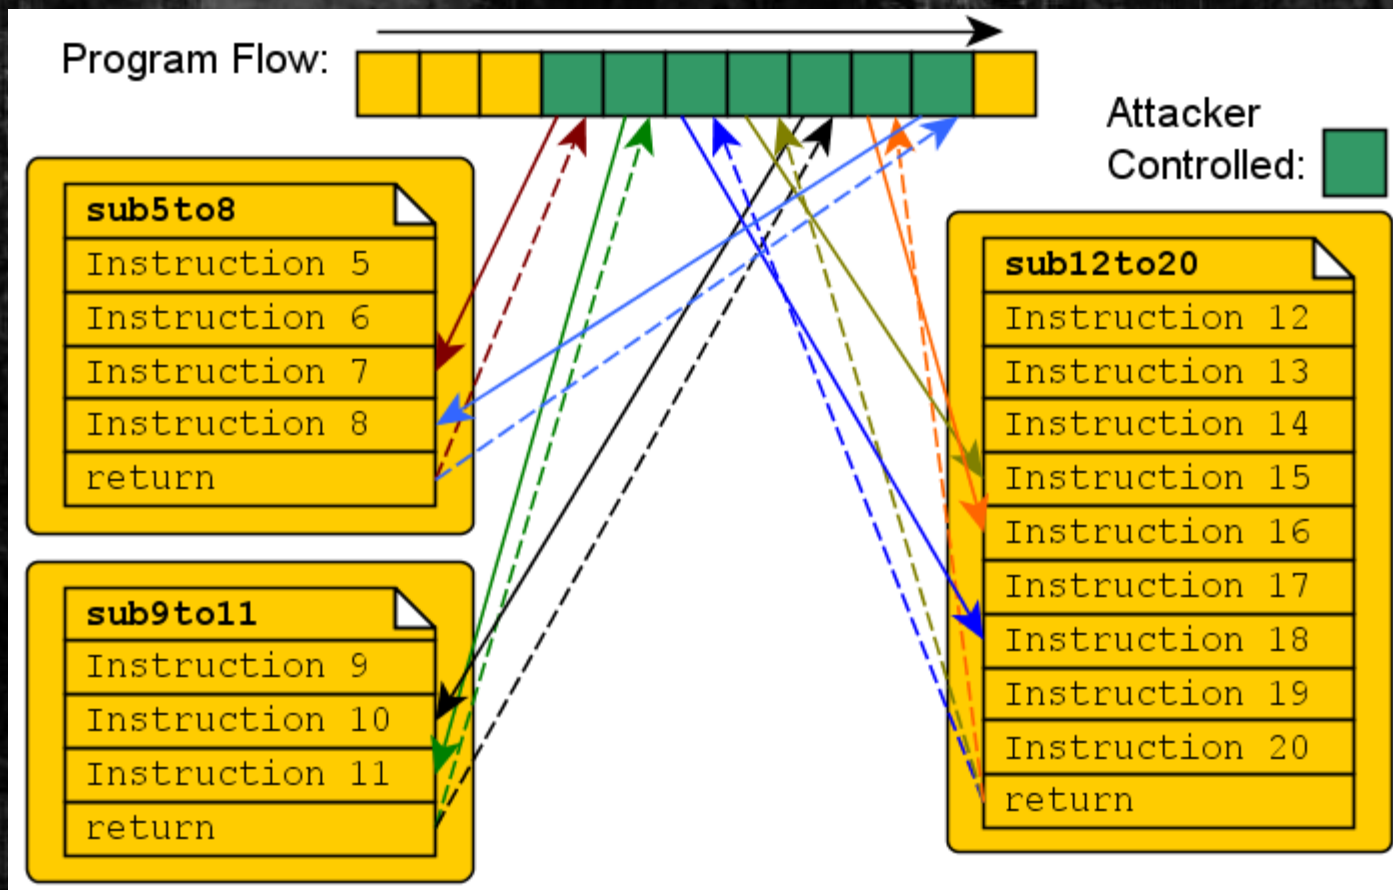 Program Flow:
Attacker
Controlled:
sub5to8
Instruction 5
Instruction 6
Instruction 7
Instruction 8
return
sub9to11
Instruction 9
Instruction 10
Instruction 11
return
sub12to20
Instruction 12
Instruction 13
Instruction 14
Instruction 15
Instruction 16
Instruction 17
Instruction 18
Instruction 19
Instruction 20
return